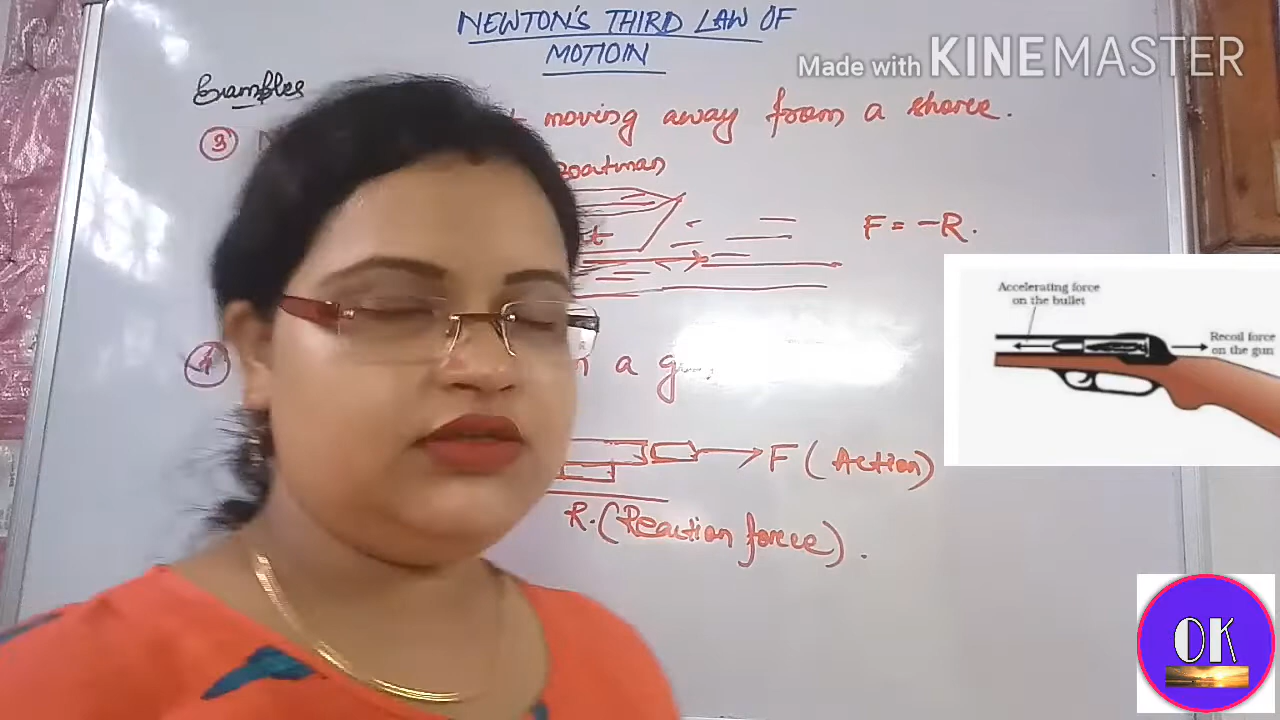 NEWTON'S THIRD LAW OF
MOTIOIN
Made with KINEMASTER
Examples
3 moving away from a shore.
Boatman
F = -R.
Accelerating force
on the bullet
Recoil force
on the gun
4 a
F (Action)
R. (Reaction force).
OK